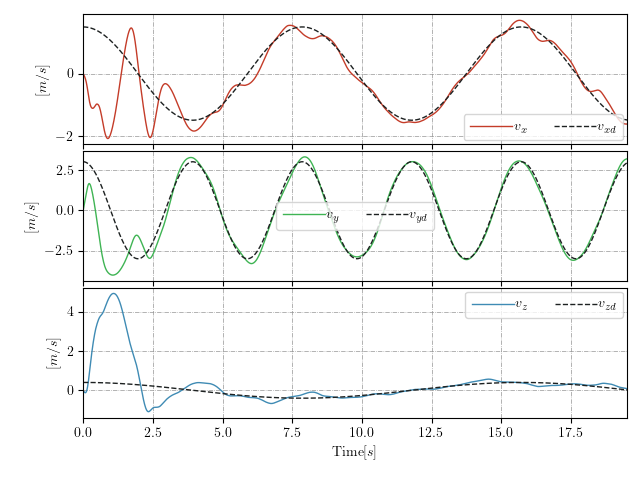 0
−2
[m/s]
v_x v_xd
2.5
0.0
−2.5
[m/s]
v_y v_yd
4
2
0
[m/s]
v_z v_zd
0.0 2.5 5.0 7.5 10.0 12.5 15.0 17.5
Time[s]